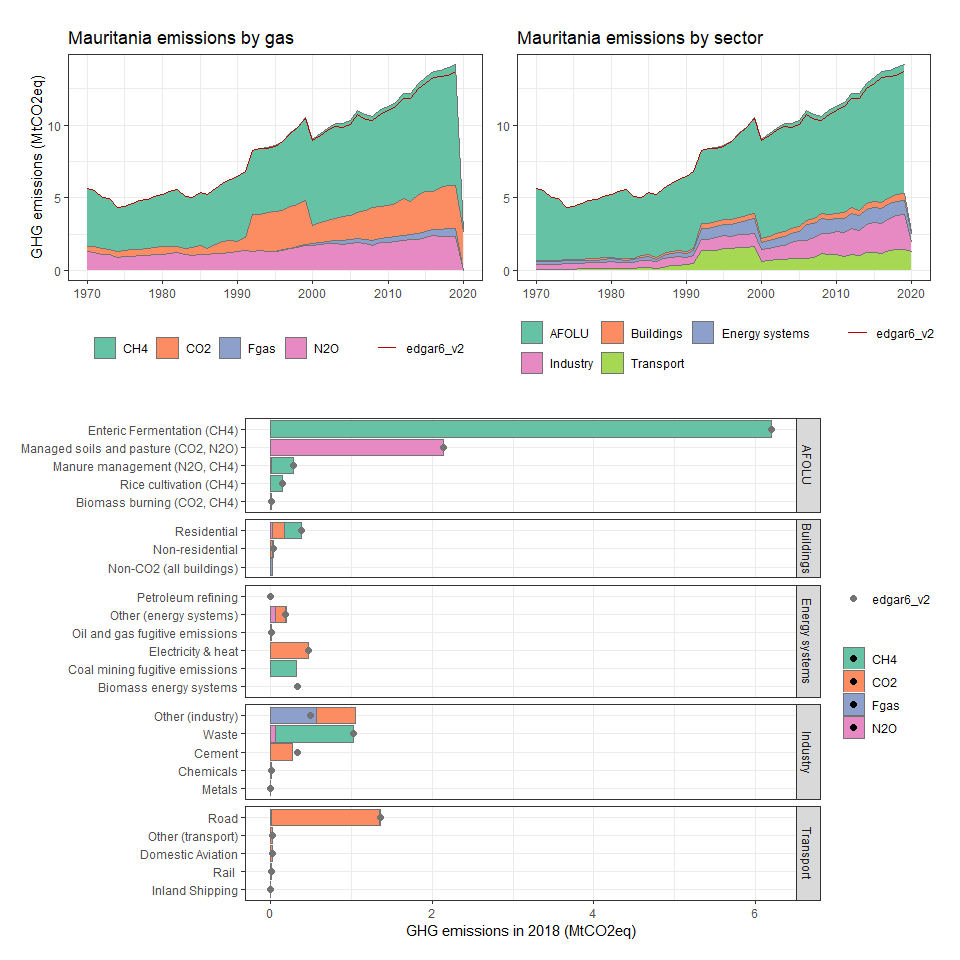 Mauritania emissions by gas
GHG emissions (MtCO2eq)
10
5
0
1970 1980 1990 2000 2010 2020
CH4 CO2 Fgas N2O edgar6_v2
Mauritania emissions by sector
10
5
0
1970 1980 1990 2000 2010 2020
AFOLU Buildings Energy systems edgar6_v2
Industry Transport
Enteric Fermentation (CH4)
Managed soils and pasture (CO2, N2O)
Manure management (N2O, CH4)
Rice cultivation (CH4)
Biomass burning (CO2, CH4)
AFOLU
Residential
Non-residential
Non-CO2 (all buildings)
Buildings
Petroleum refining
Other (energy systems)
Oil and gas fugitive emissions
Electricity & heat
Coal mining fugitive emissions
Biomass energy systems
Energy systems
Other (industry)
Waste
Cement
Chemicals
Metals
Industry
Road
Other (transport)
Domestic Aviation
Rail
Inland Shipping
Transport
0 2 4 6
GHG emissions in 2018 (MtCO2eq)
edgar6_v2
CH4
CO2
Fgas
N2O